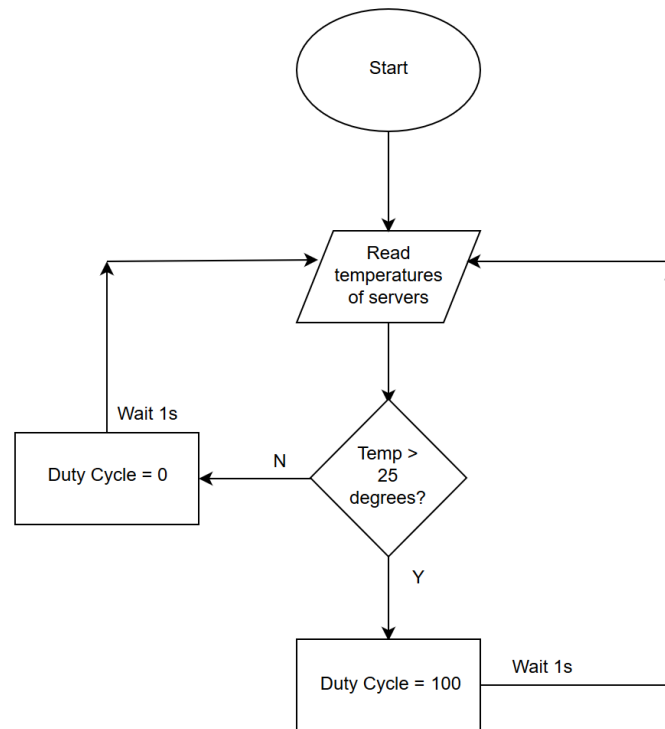 Start
Read
temperatures
of servers
Wait 1s
Duty Cycle = 0
N
Temp >
25
degrees?
Y
Duty Cycle = 100
Wait 1s